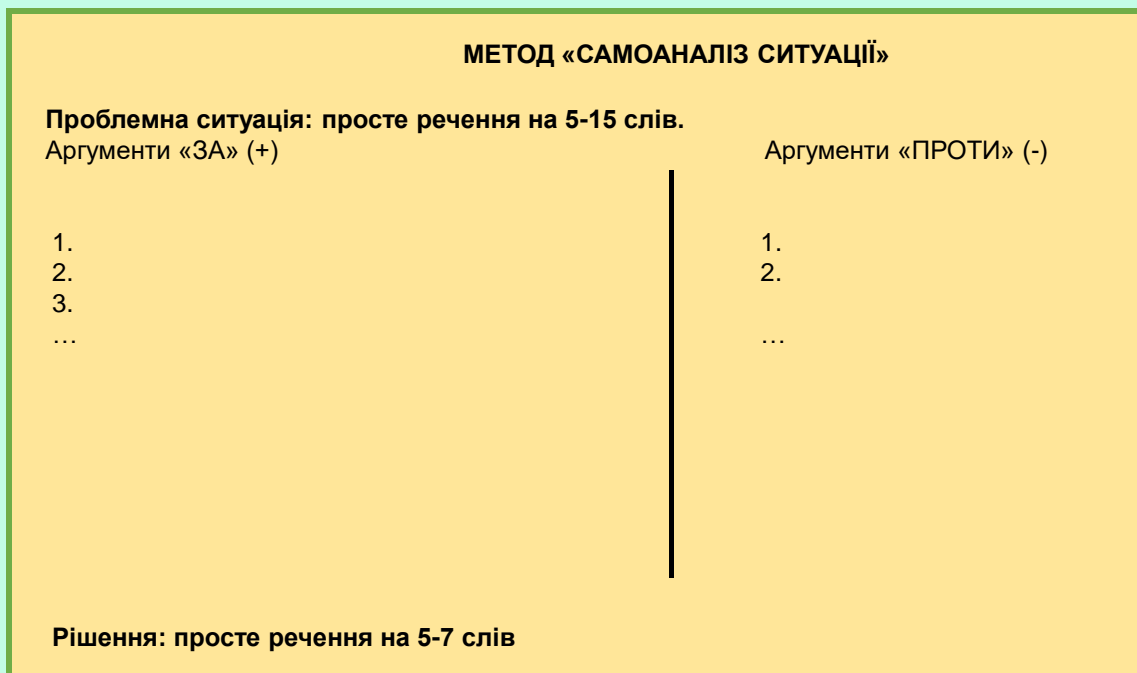 МЕТОД «САМОАНАЛІЗ СИТУАЦІЇ»
Проблемна ситуація: просте речення на 5-15 слів.
Аргументи «ЗА» (+) Аргументи «ПРОТИ» (-)
1. 1.
2. 2.
3.
… …
Рішення: просте речення на 5-7 слів